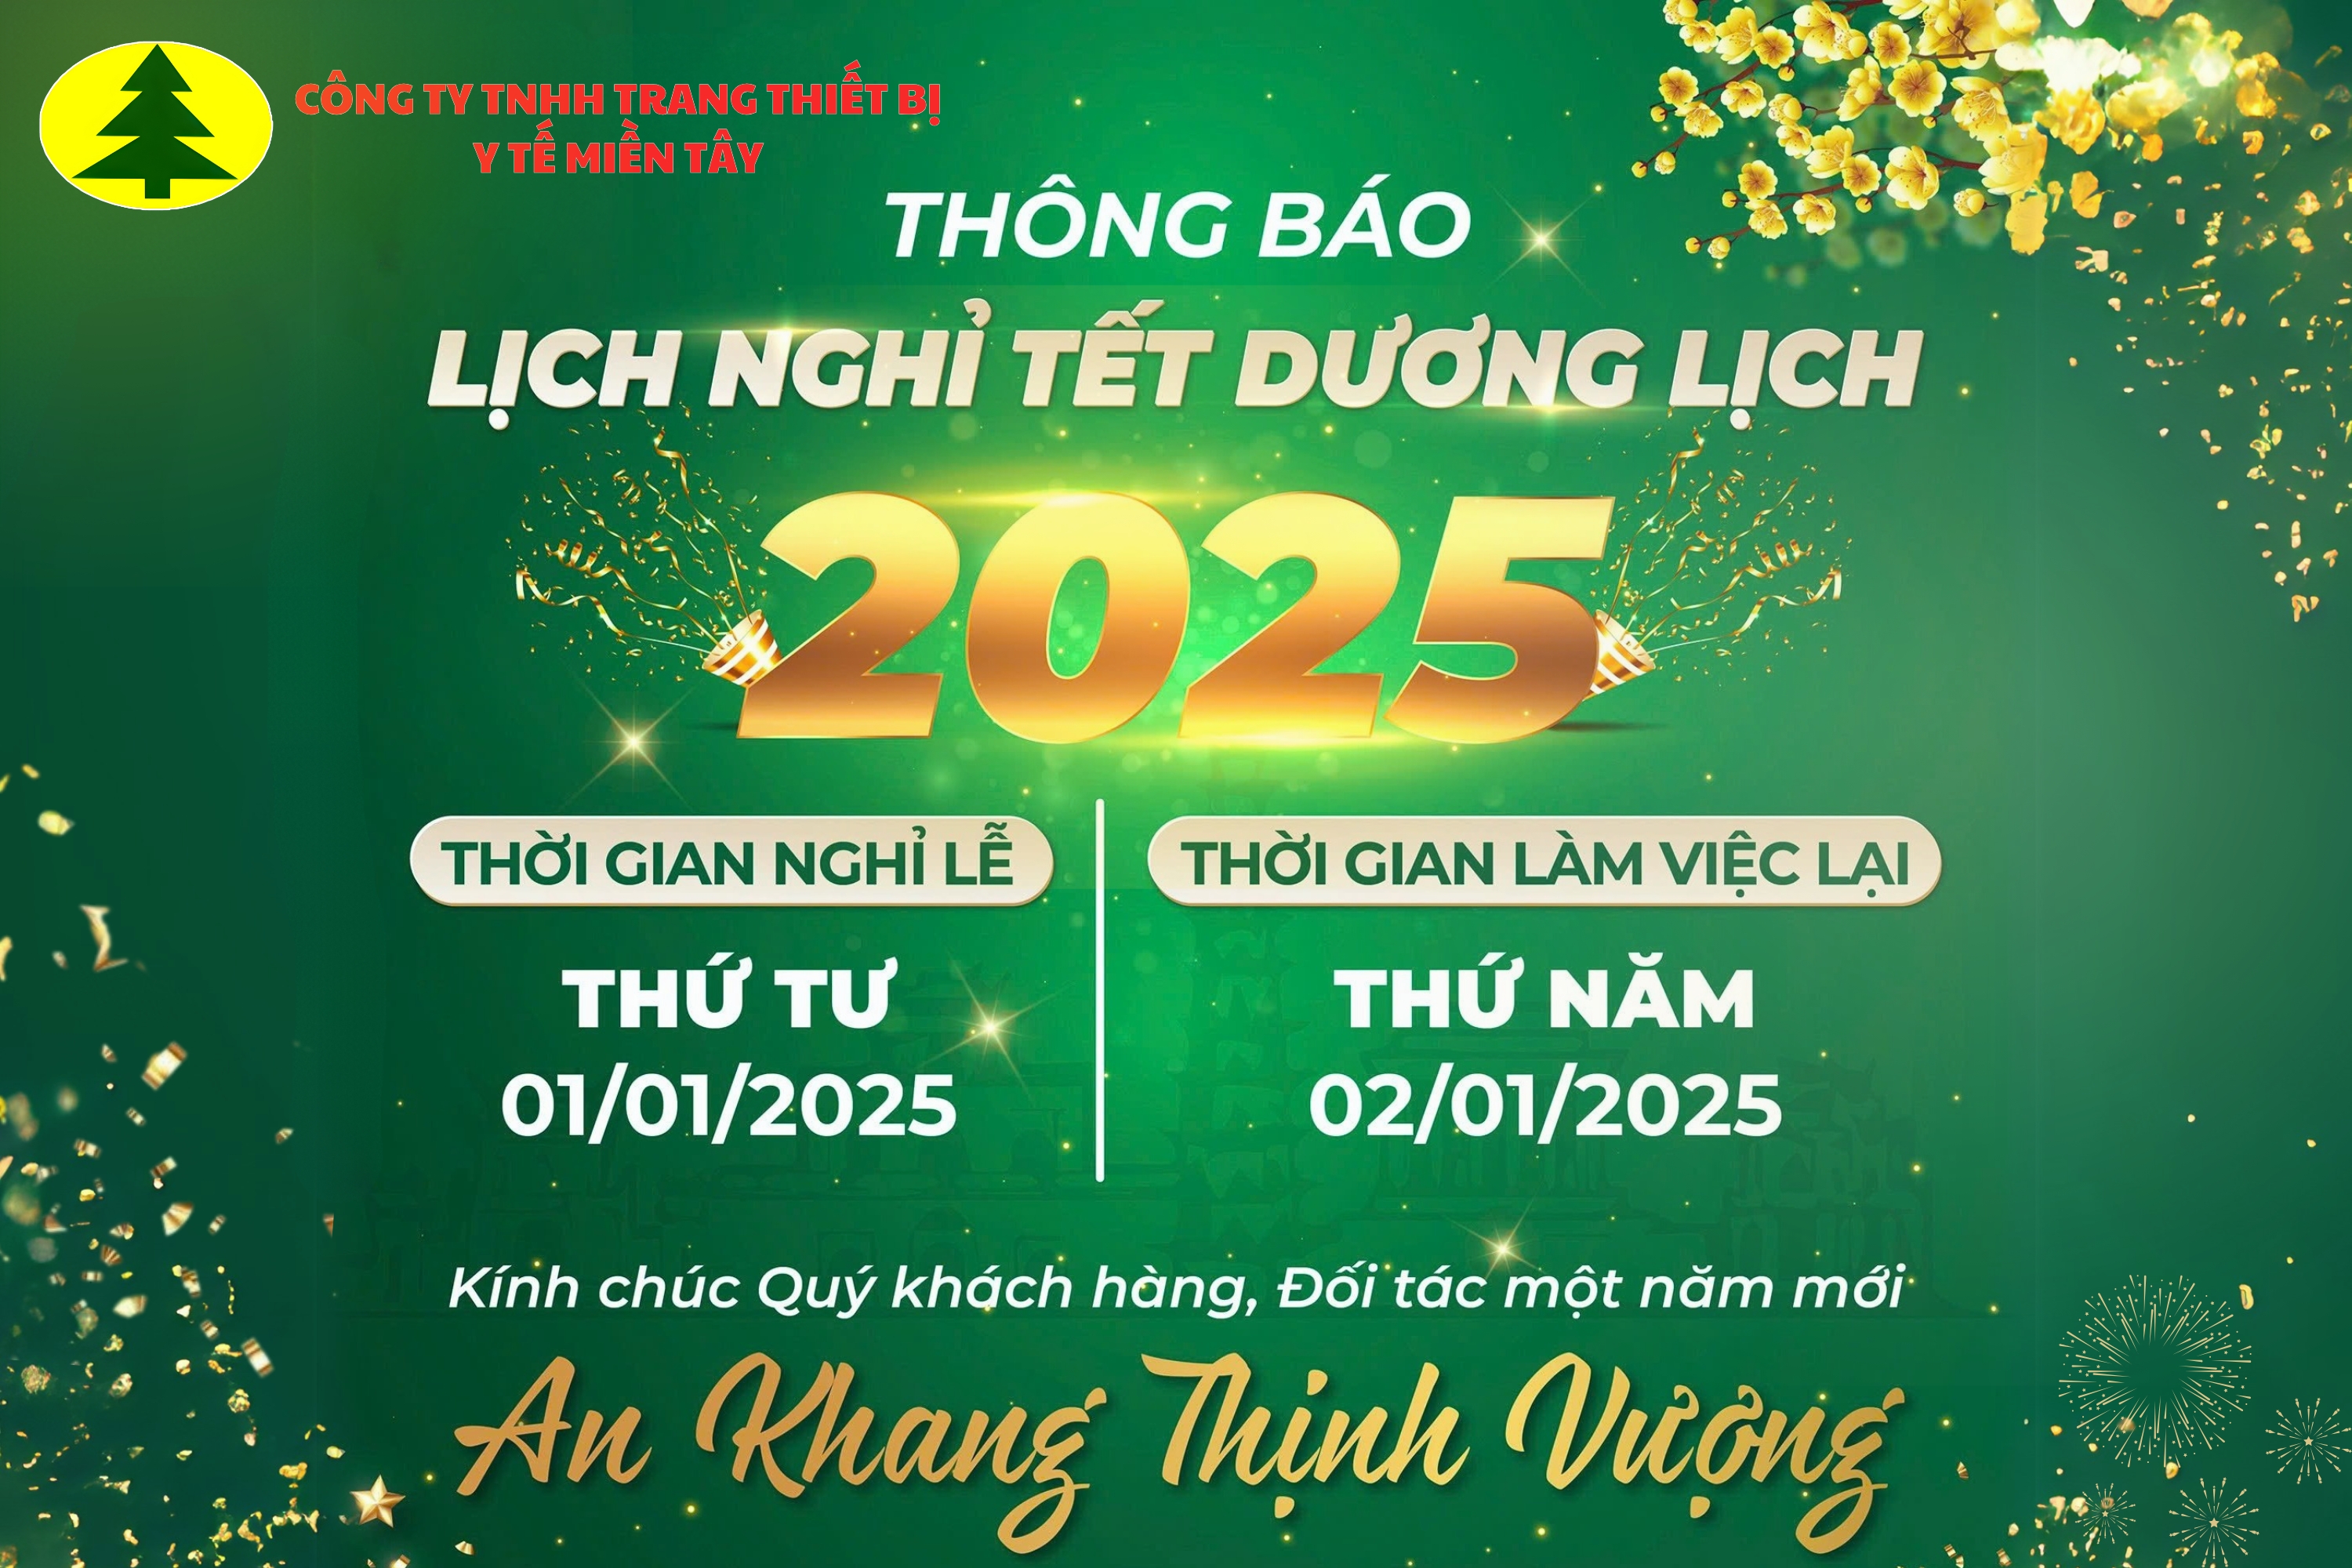 CÔNG TY TNHH TRANG THIẾT BỊ
Y TẾ MIỀN TÂY
THÔNG BÁO
LỊCH NGHỈ TẾT DƯƠNG LỊCH
2025
THỜI GIAN NGHỈ LỄ
THỨ TƯ
01/01/2025
THỜI GIAN LÀM VIỆC LẠI
THỨ NĂM
02/01/2025
Kính chúc Quý khách hàng, Đối tác một năm mới
An Khang Thịnh Vượng